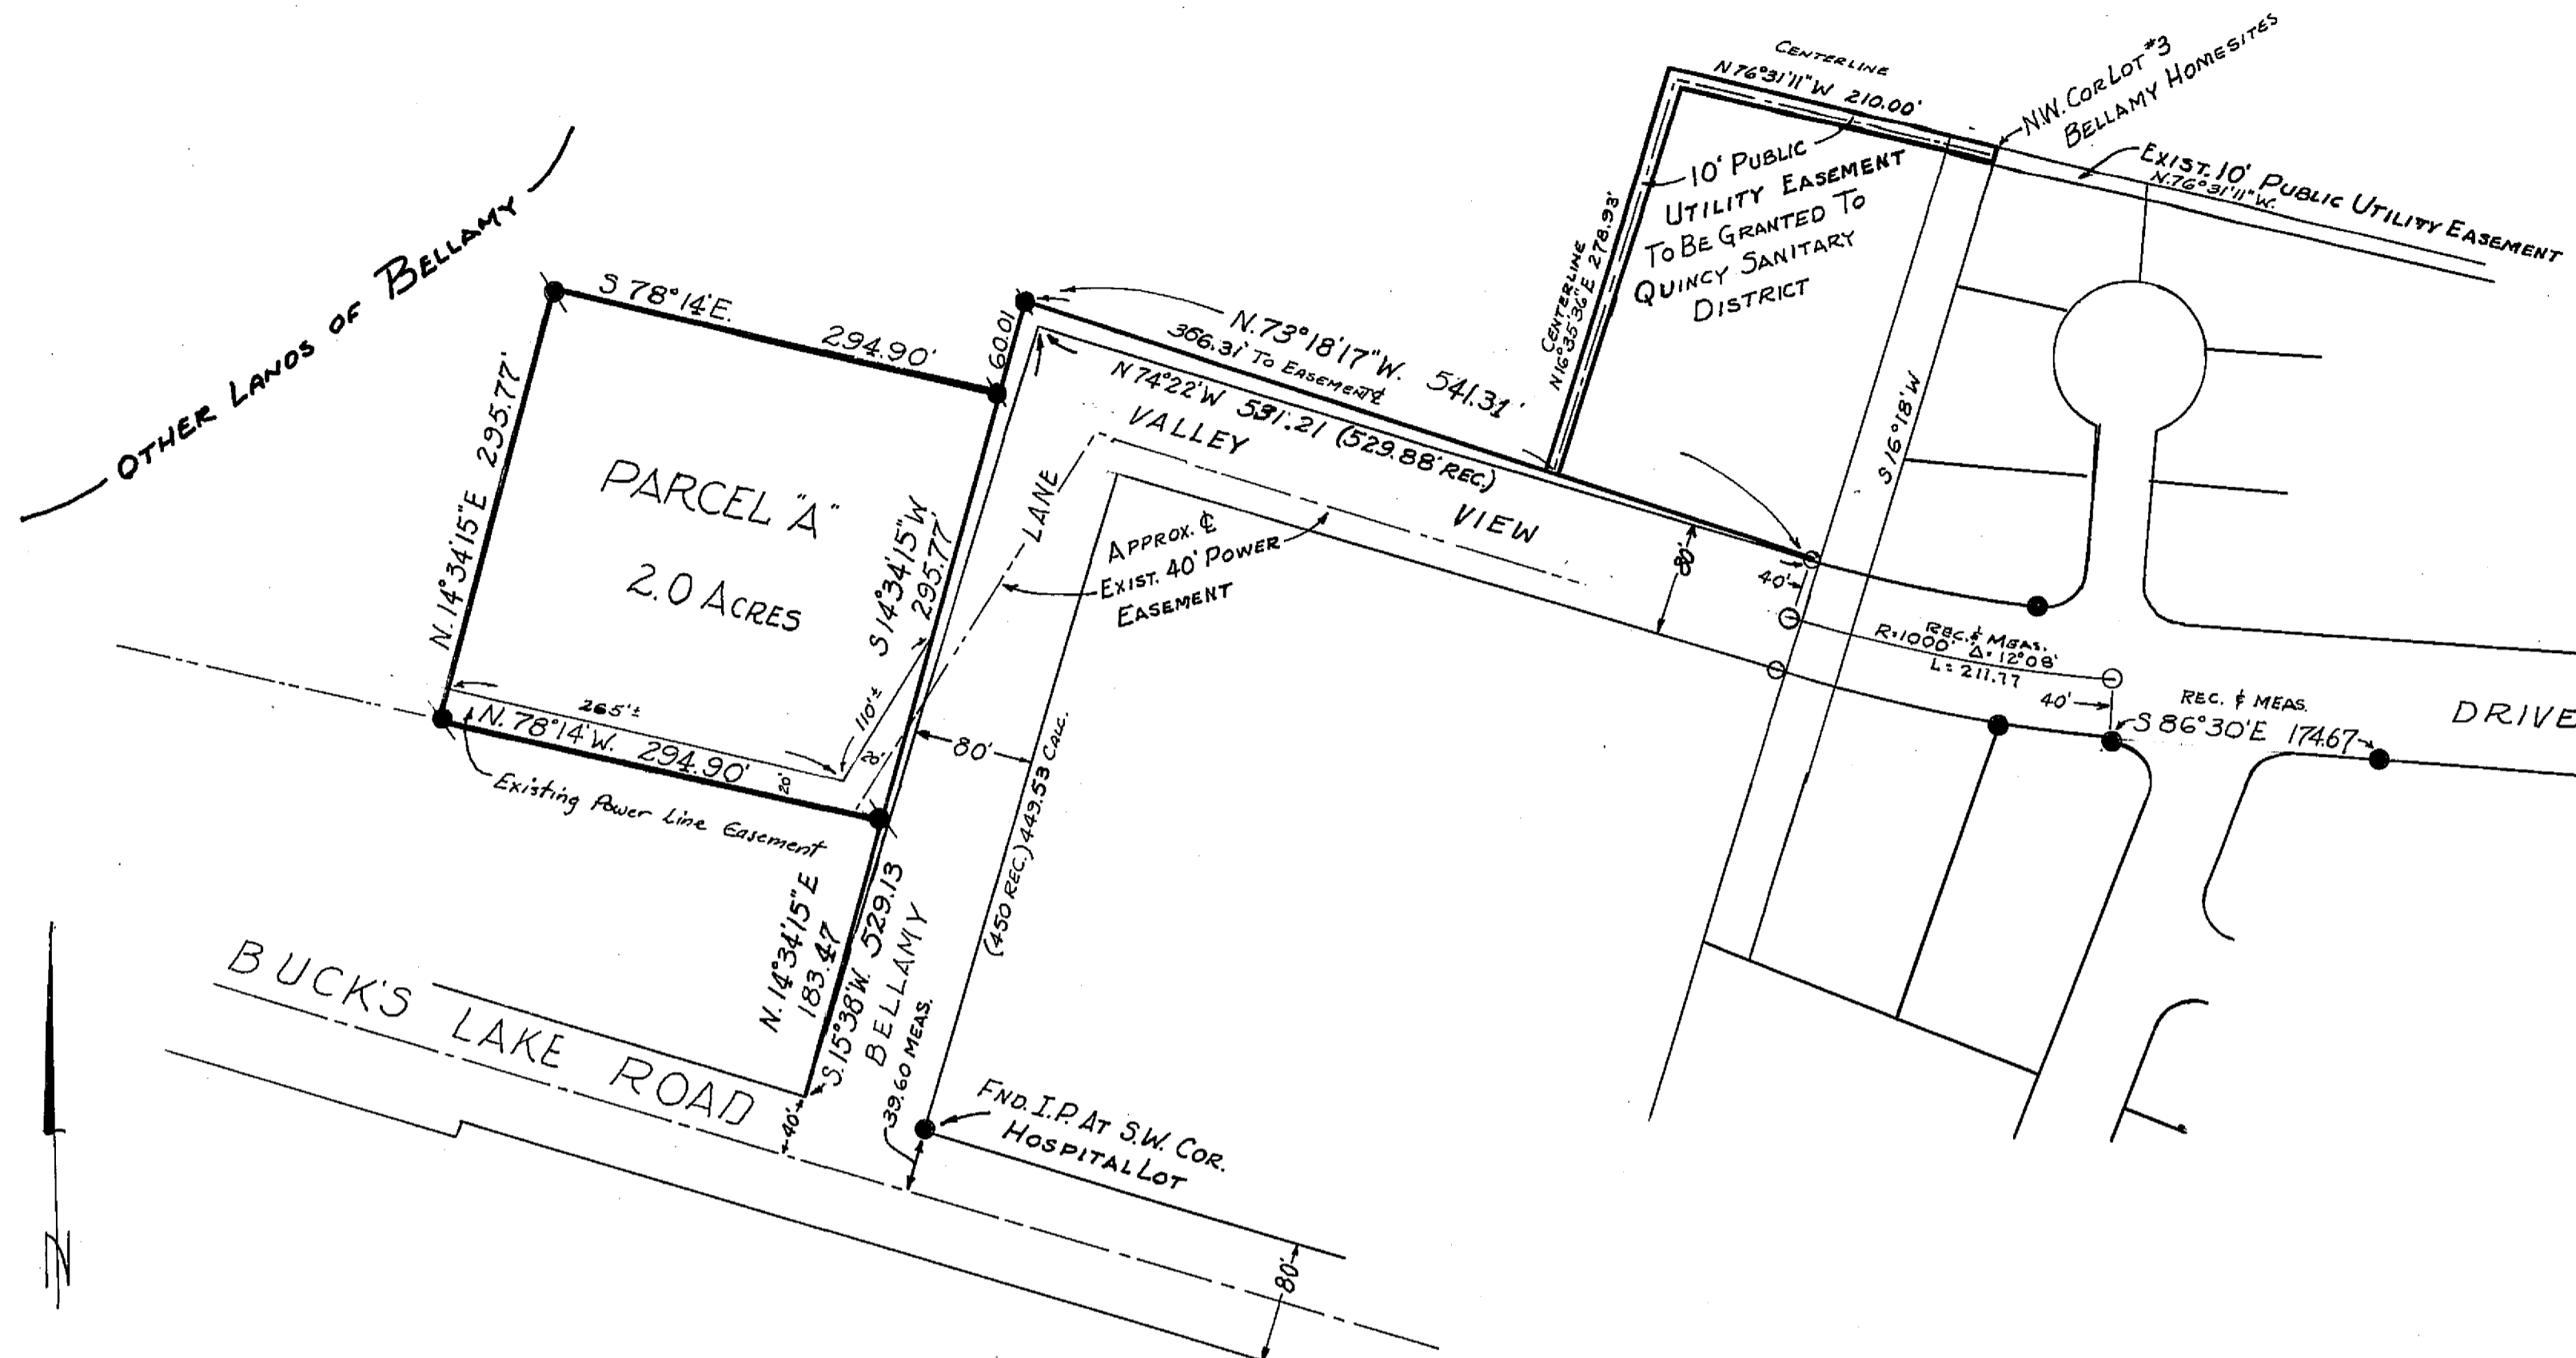 CENTERLINE
N76°31'11"W 210.00'
N.W. COR LOT #3
BELLAMY HOMESITES
EXIST. 10' PUBLIC UTILITY EASEMENT
N.76°31'11"W.
10' PUBLIC
UTILITY EASEMENT
TO BE GRANTED TO
QUINCY SANITARY
DISTRICT
CENTERLINE
N16°35'36"E 278.93'
OTHER LANDS OF BELLAMY
S 78°14'E. 294.90'
60.01
N.73°18'17"W. 541.31'
366.31' TO EASEMENT ℄
N74°22'W 531.21 (529.88' REC.)
VALLEY
VIEW
DRIVE
S16°18'W
N.14°34'15"E 295.77'
PARCEL "A"
2.0 ACRES
S14°34'15"W
295.77'
LANE
APPROX. ℄
EXIST. 40' POWER
EASEMENT
80'
40'
REC. & MEAS.
R=1000' Δ=12°08'
L=211.77
40'
REC. & MEAS.
S 86°30'E 174.67
265'±
110'±
20'
20'
N.78°14'W. 294.90'
Existing Power Line Easement
80'
(450 REC.) 449.53 CALC.
N.14°34'15"E
183.47
S.15°38'W. 529.13
BELLAMY
39.60 MEAS.
BUCK'S LAKE ROAD
40'
FND. I.P. AT S.W. COR.
HOSPITAL LOT
80'
N